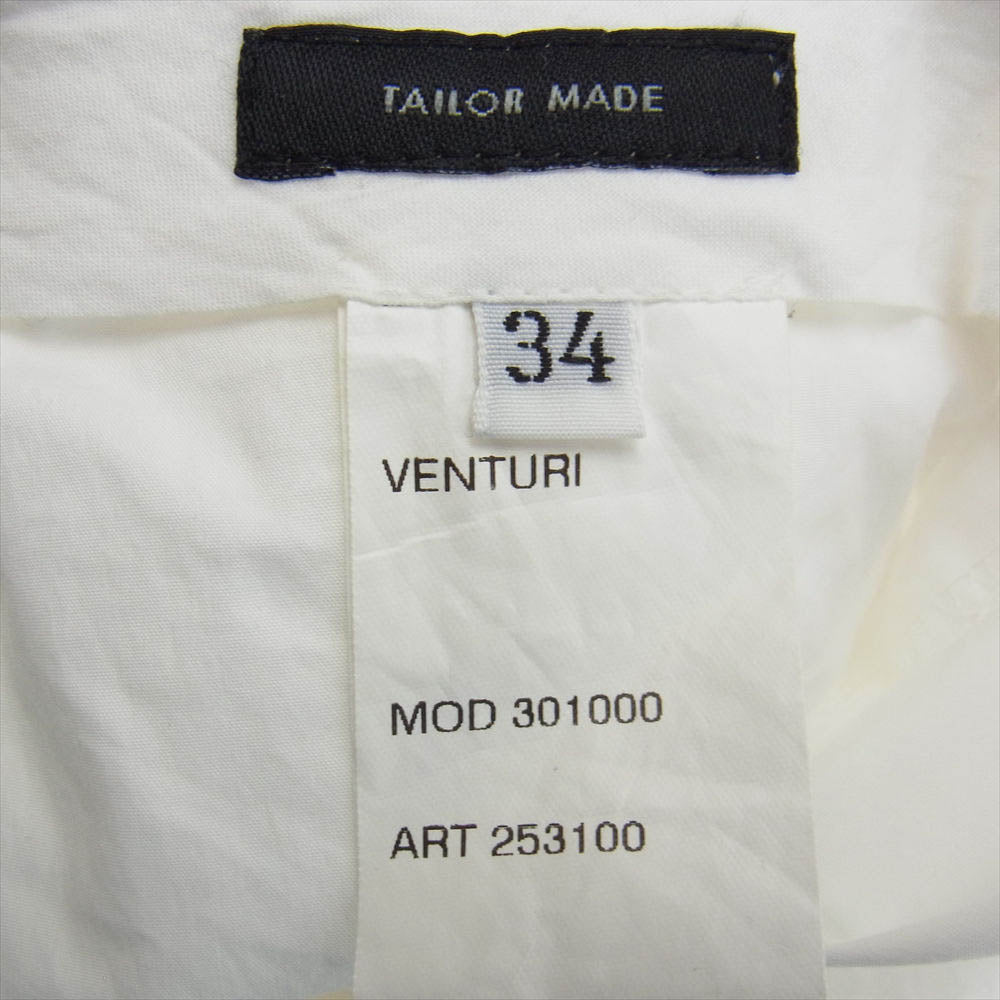 TAILOR MADE
34
VENTURI
MOD 301000
ART 253100